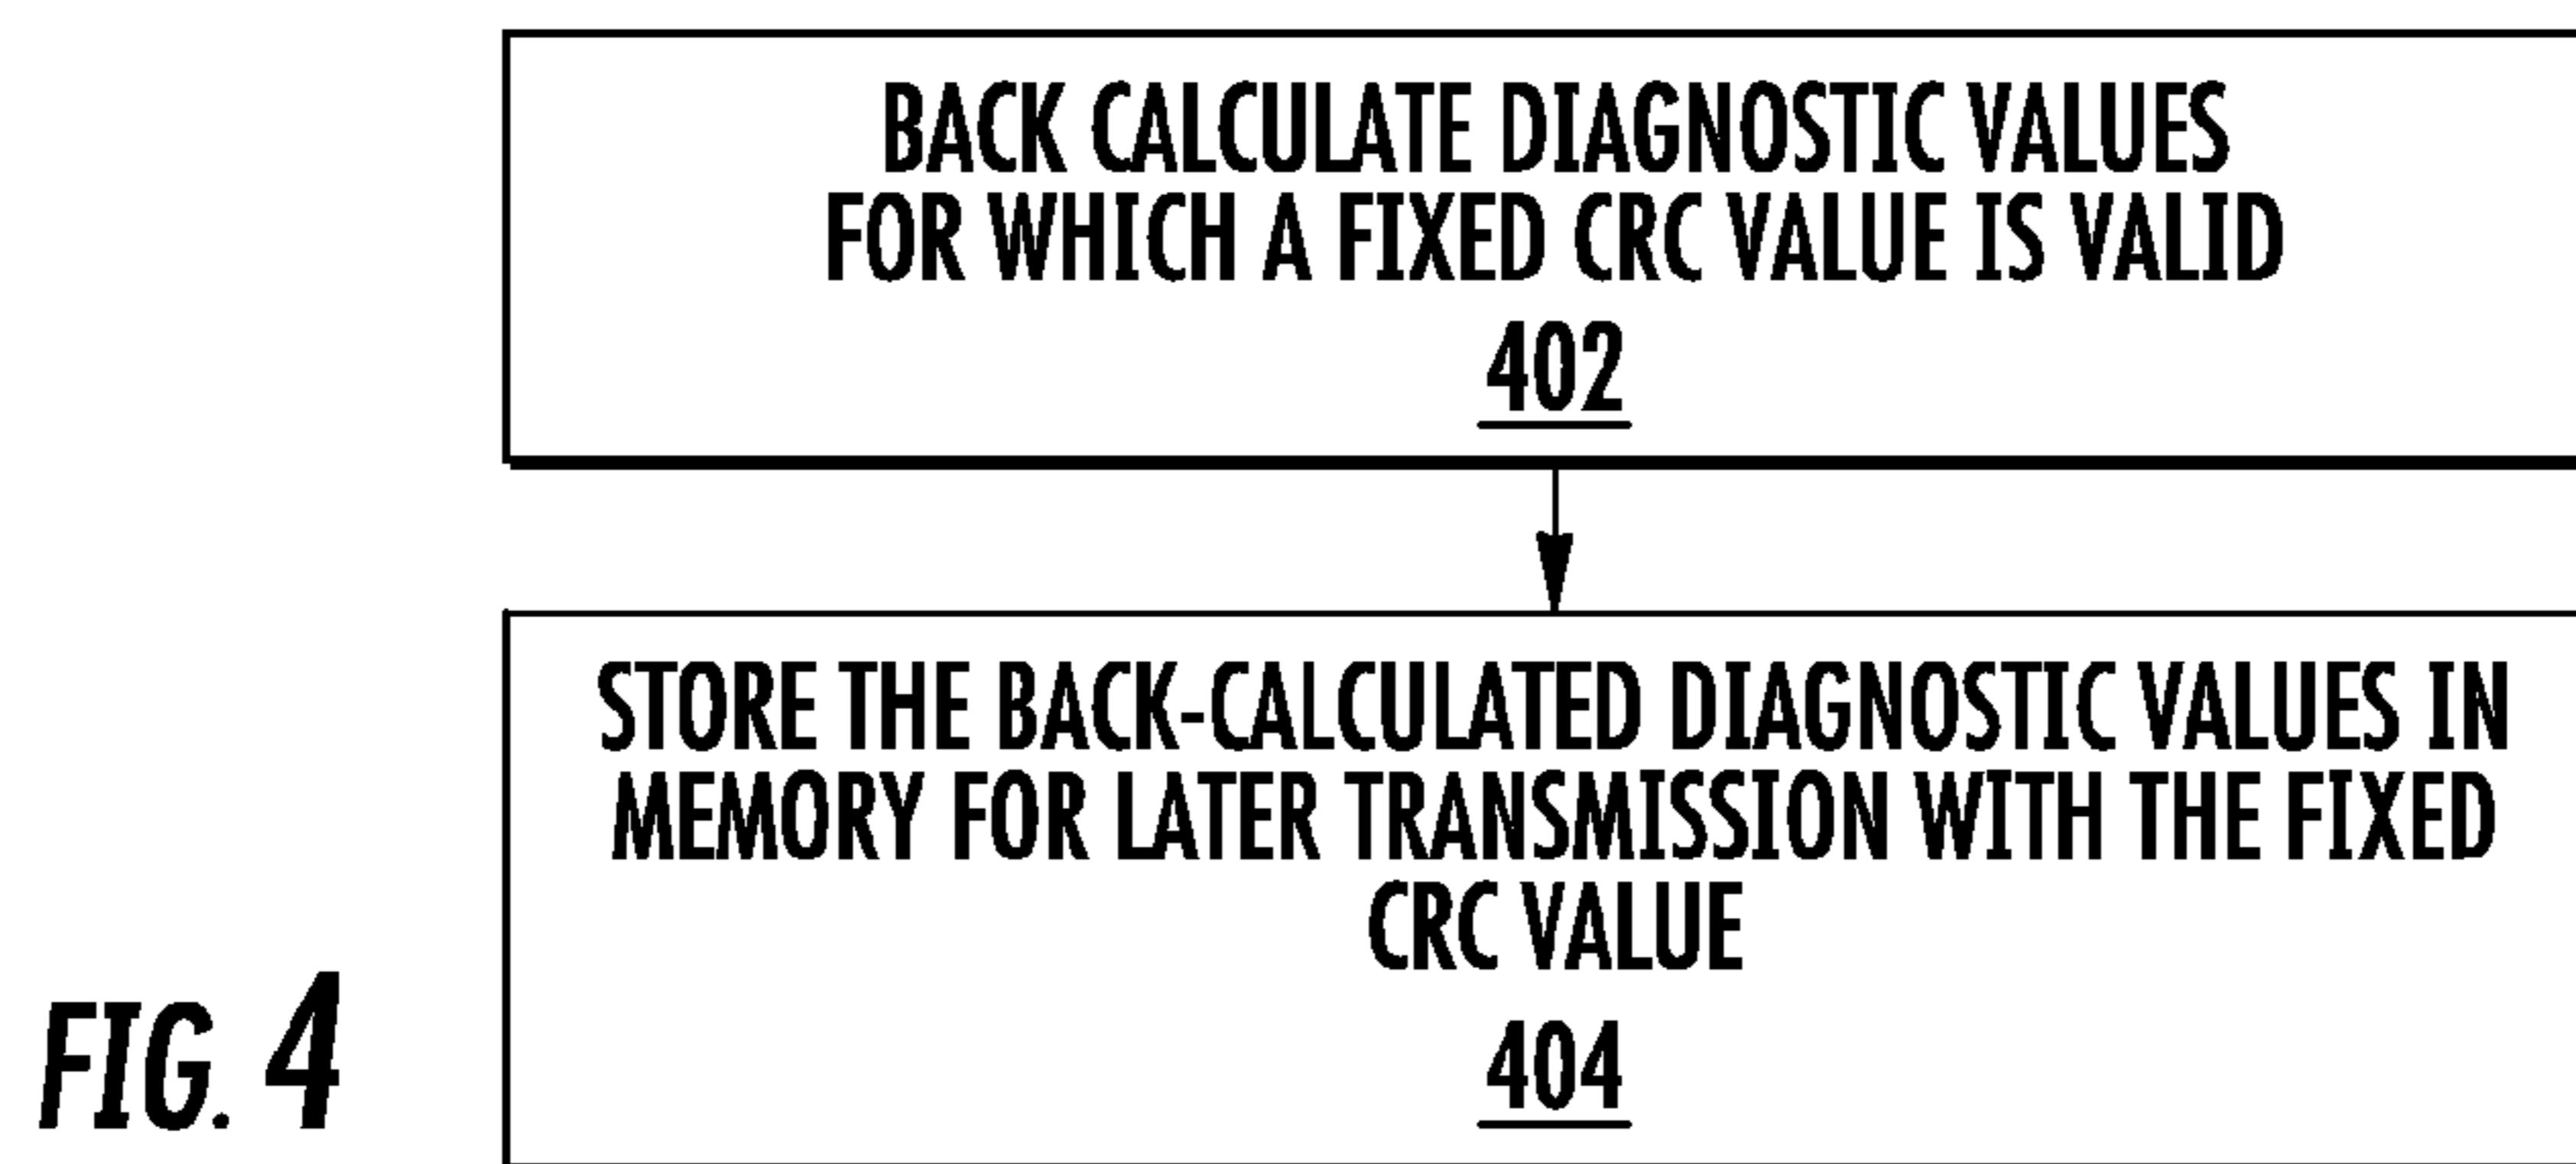 BACK CALCULATE DIAGNOSTIC VALUES
FOR WHICH A FIXED CRC VALUE IS VALID
402
STORE THE BACK-CALCULATED DIAGNOSTIC VALUES IN
MEMORY FOR LATER TRANSMISSION WITH THE FIXED
CRC VALUE
404
FIG. 4